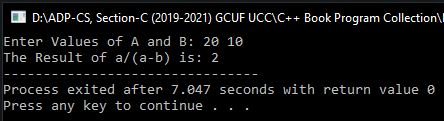 D:\ADP-CS, Section-C (2019-2021) GCUF UCC\C++ Book Program Collection\
Enter Values of A and B: 20 10
The Result of a/(a-b) is: 2
--------------------------------
Process exited after 7.047 seconds with return value 0
Press any key to continue . . .